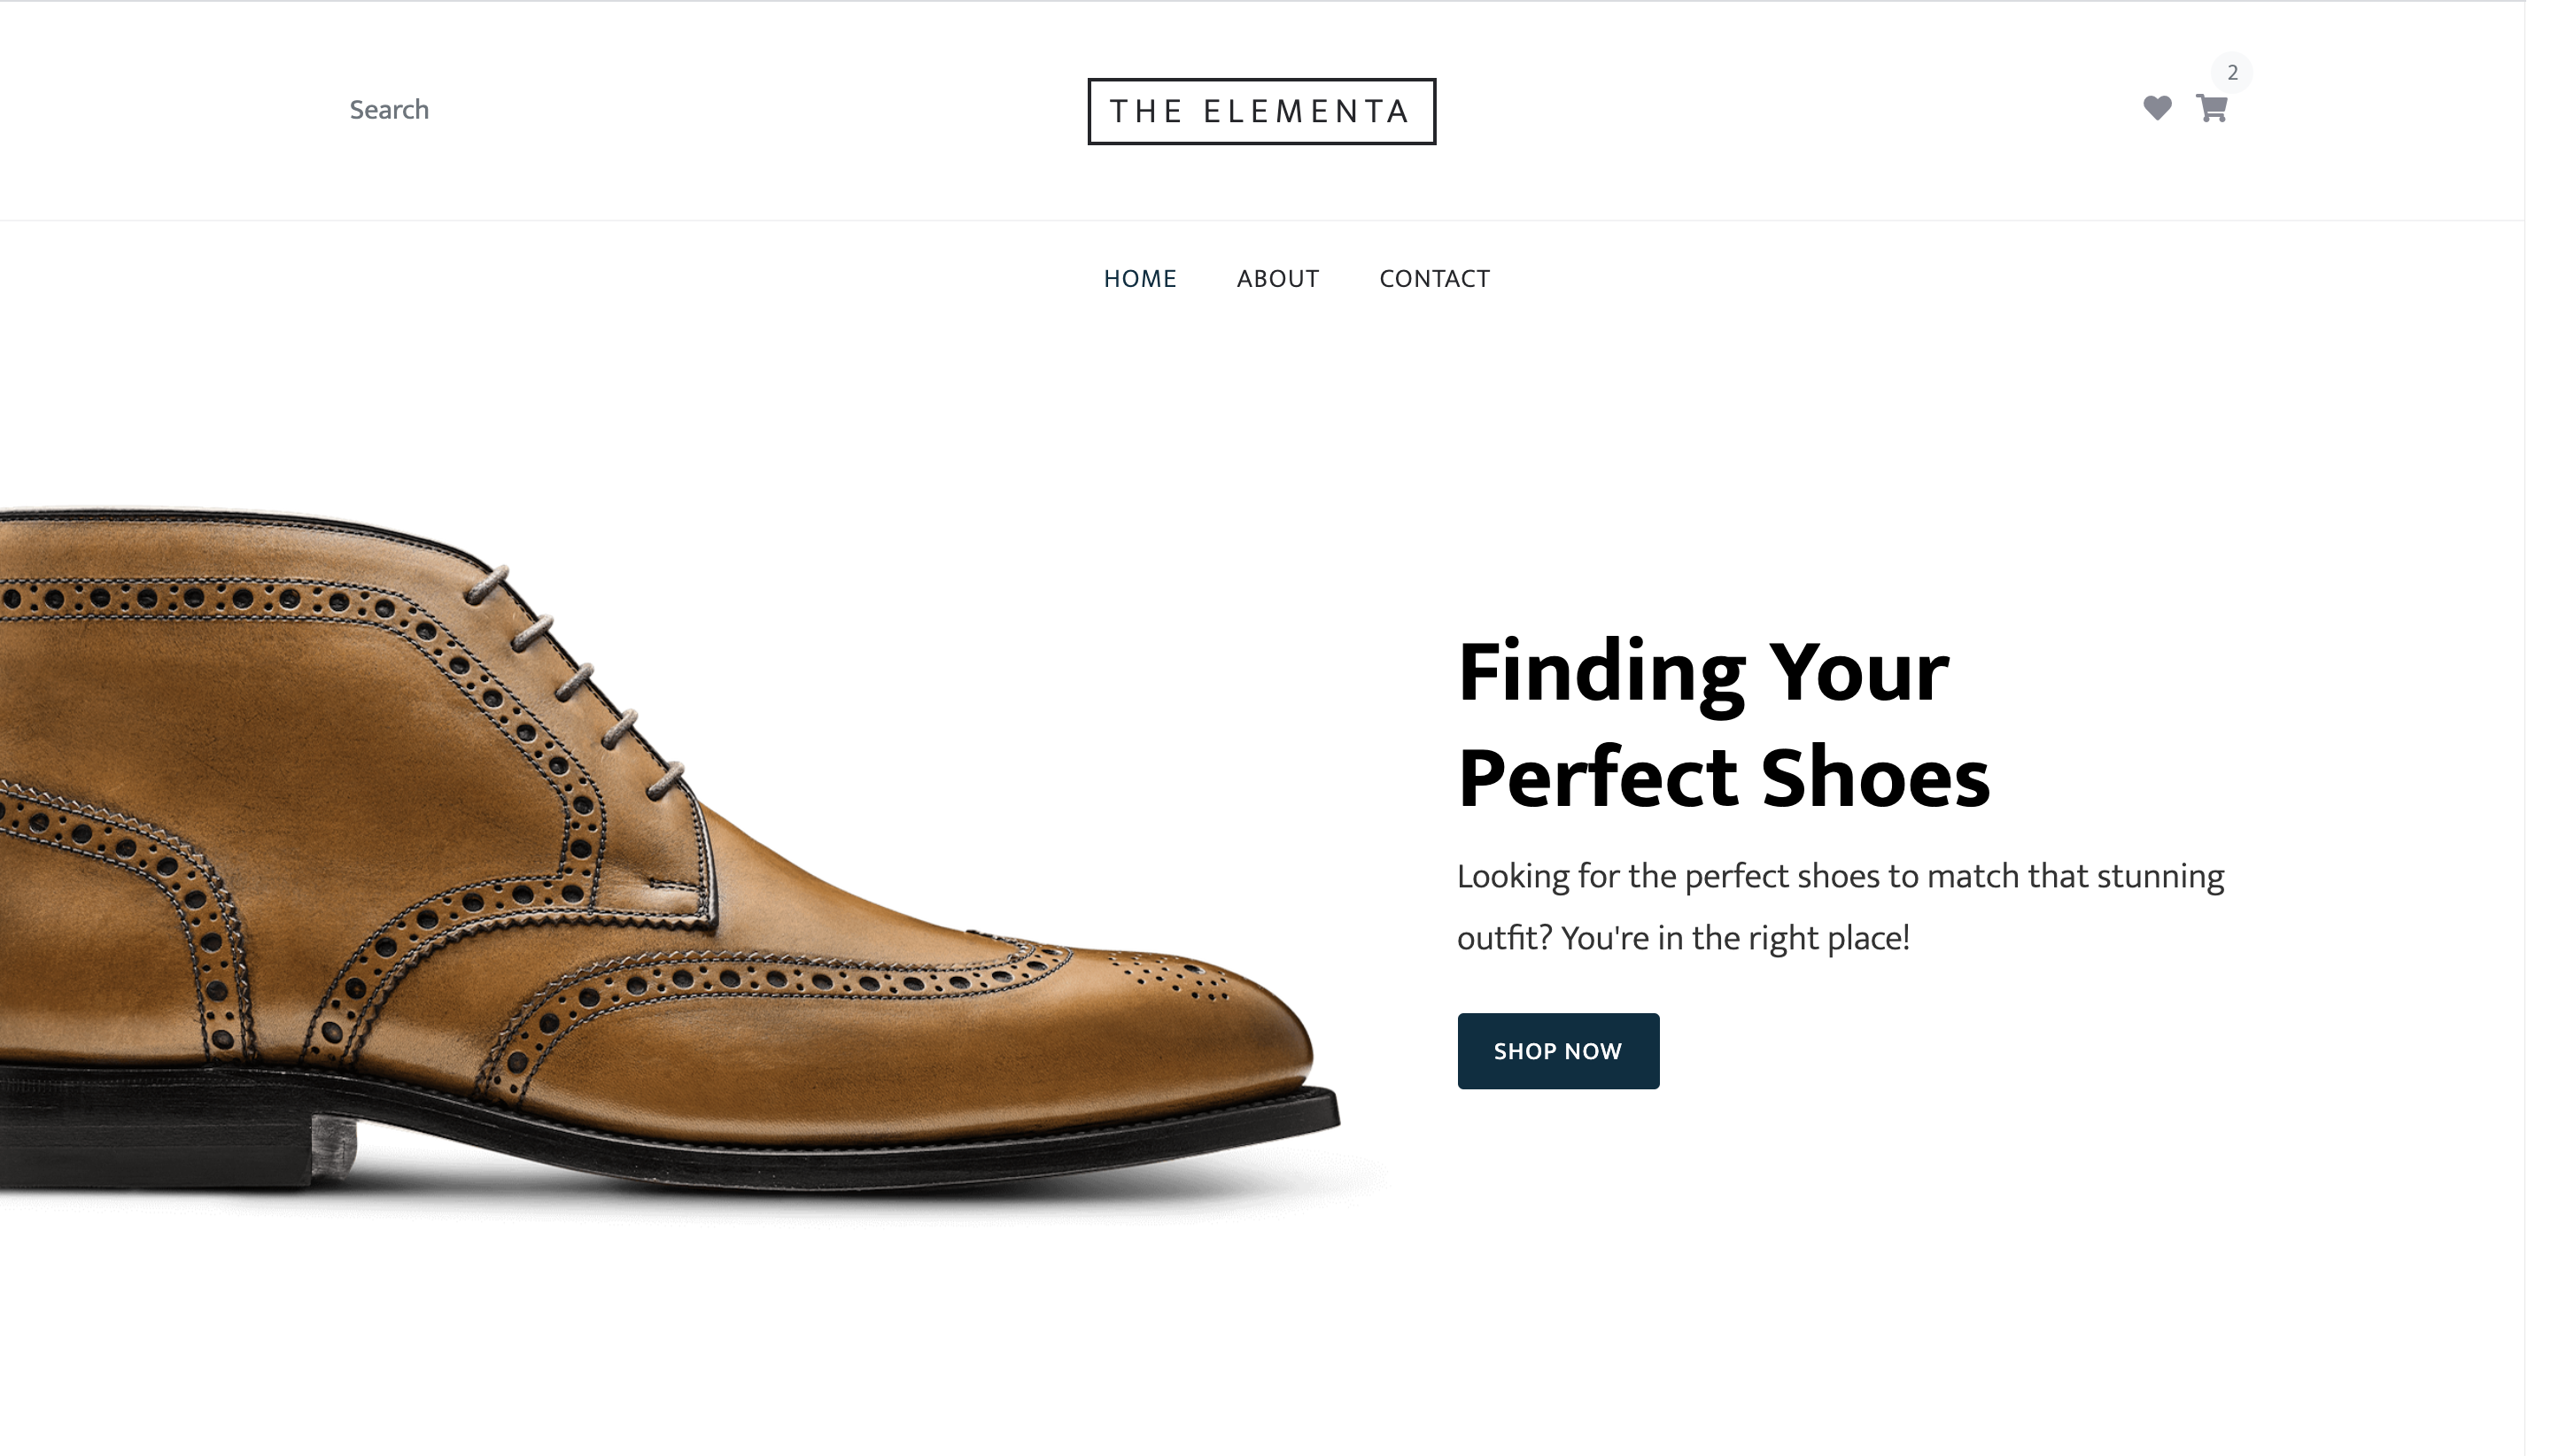 Search
THE ELEMENTA
2
HOME ABOUT CONTACT
Finding Your
Perfect Shoes
Looking for the perfect shoes to match that stunning
outfit? You're in the right place!
SHOP NOW